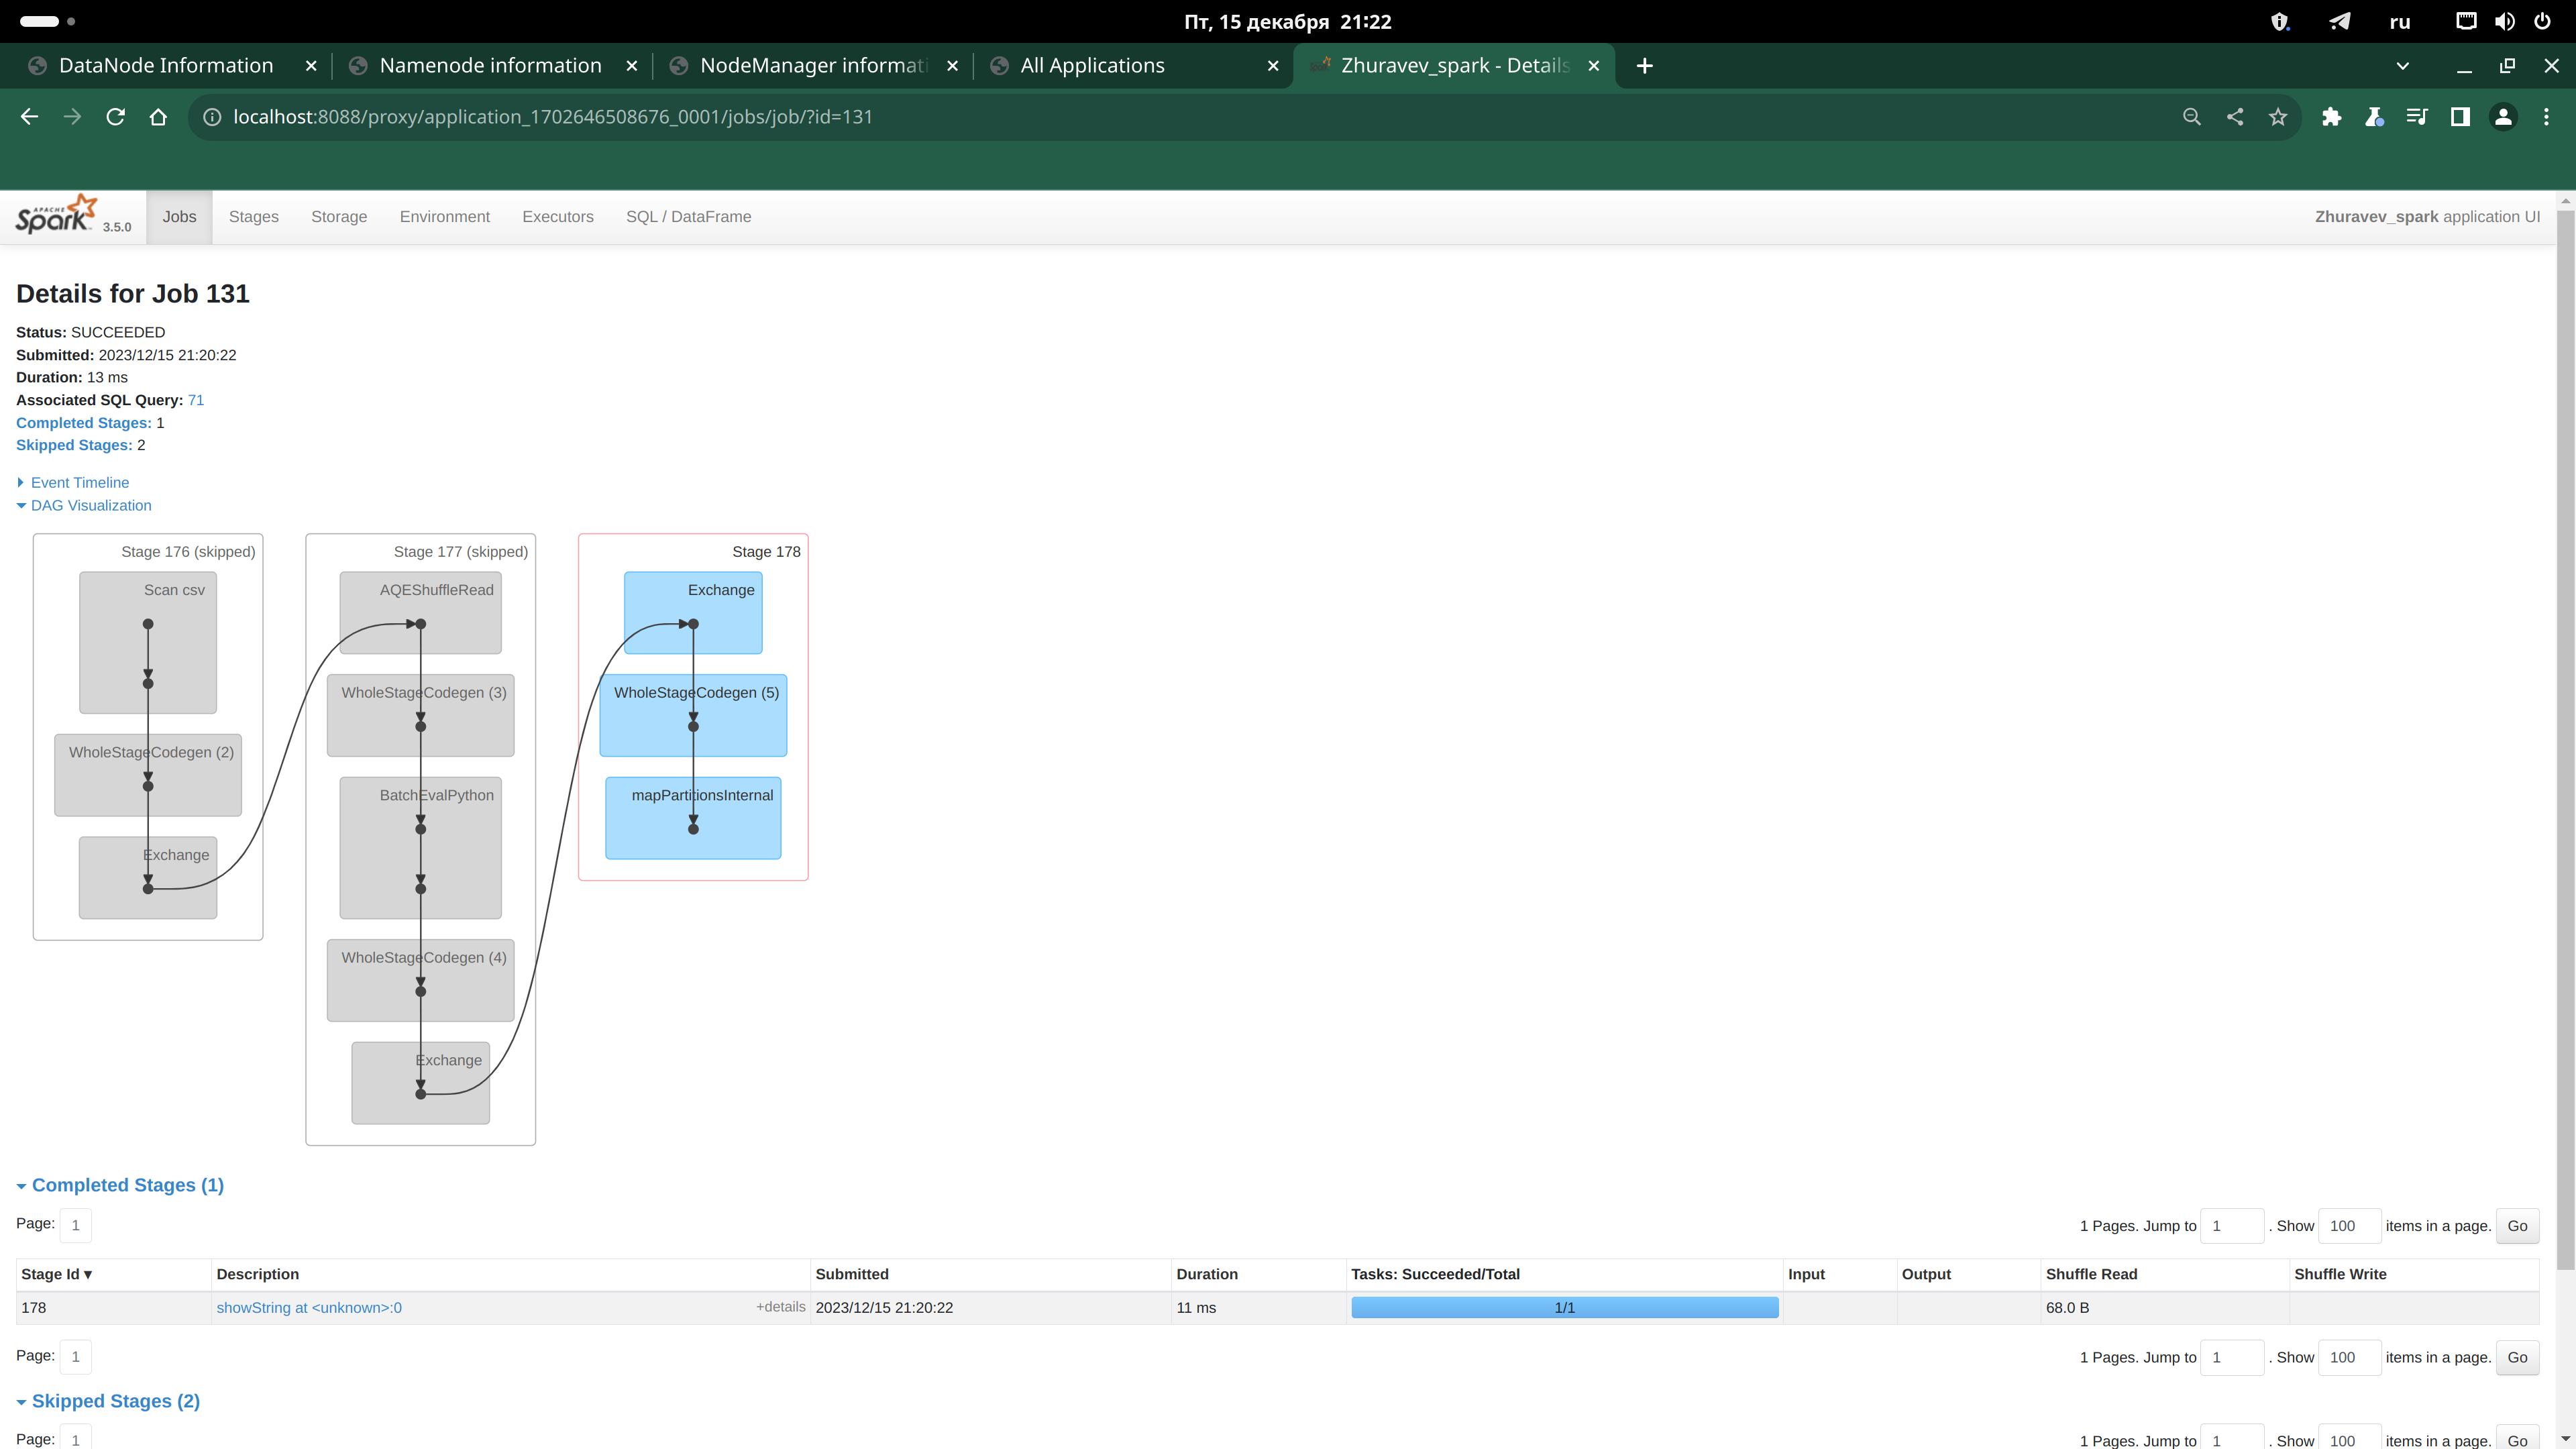 Пт, 15 декабря 21:22
ru
DataNode Information
Namenode information
NodeManager informati
All Applications
Zhuravev_spark - Details
localhost:8088/proxy/application_1702646508676_0001/jobs/job/?id=131
APACHE Spark 3.5.0
Jobs Stages Storage Environment Executors SQL / DataFrame
Zhuravev_spark application UI
Details for Job 131
Status: SUCCEEDED
Submitted: 2023/12/15 21:20:22
Duration: 13 ms
Associated SQL Query: 71
Completed Stages: 1
Skipped Stages: 2
Event Timeline
DAG Visualization
Stage 176 (skipped)
Scan csv
WholeStageCodegen (2)
Exchange
Stage 177 (skipped)
AQEShuffleRead
WholeStageCodegen (3)
BatchEvalPython
WholeStageCodegen (4)
Exchange
Stage 178
Exchange
WholeStageCodegen (5)
mapPartitionsInternal
Completed Stages (1)
Page: 1
1 Pages. Jump to 1 . Show 100 items in a page. Go
Stage Id ▾ Description Submitted Duration Tasks: Succeeded/Total Input Output Shuffle Read Shuffle Write
178 showString at <unknown>:0 +details 2023/12/15 21:20:22 11 ms 1/1 68.0 B
Page: 1
1 Pages. Jump to 1 . Show 100 items in a page. Go
Skipped Stages (2)
Page: 1
1 Pages. Jump to 1 . Show 100 items in a page. Go